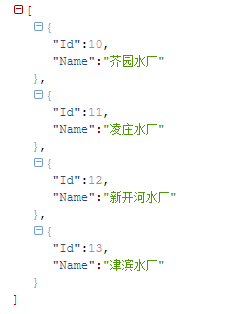 [
{
"Id":10,
"Name":"芥园水厂"
},
{
"Id":11,
"Name":"凌庄水厂"
},
{
"Id":12,
"Name":"新开河水厂"
},
{
"Id":13,
"Name":"津滨水厂"
}
]